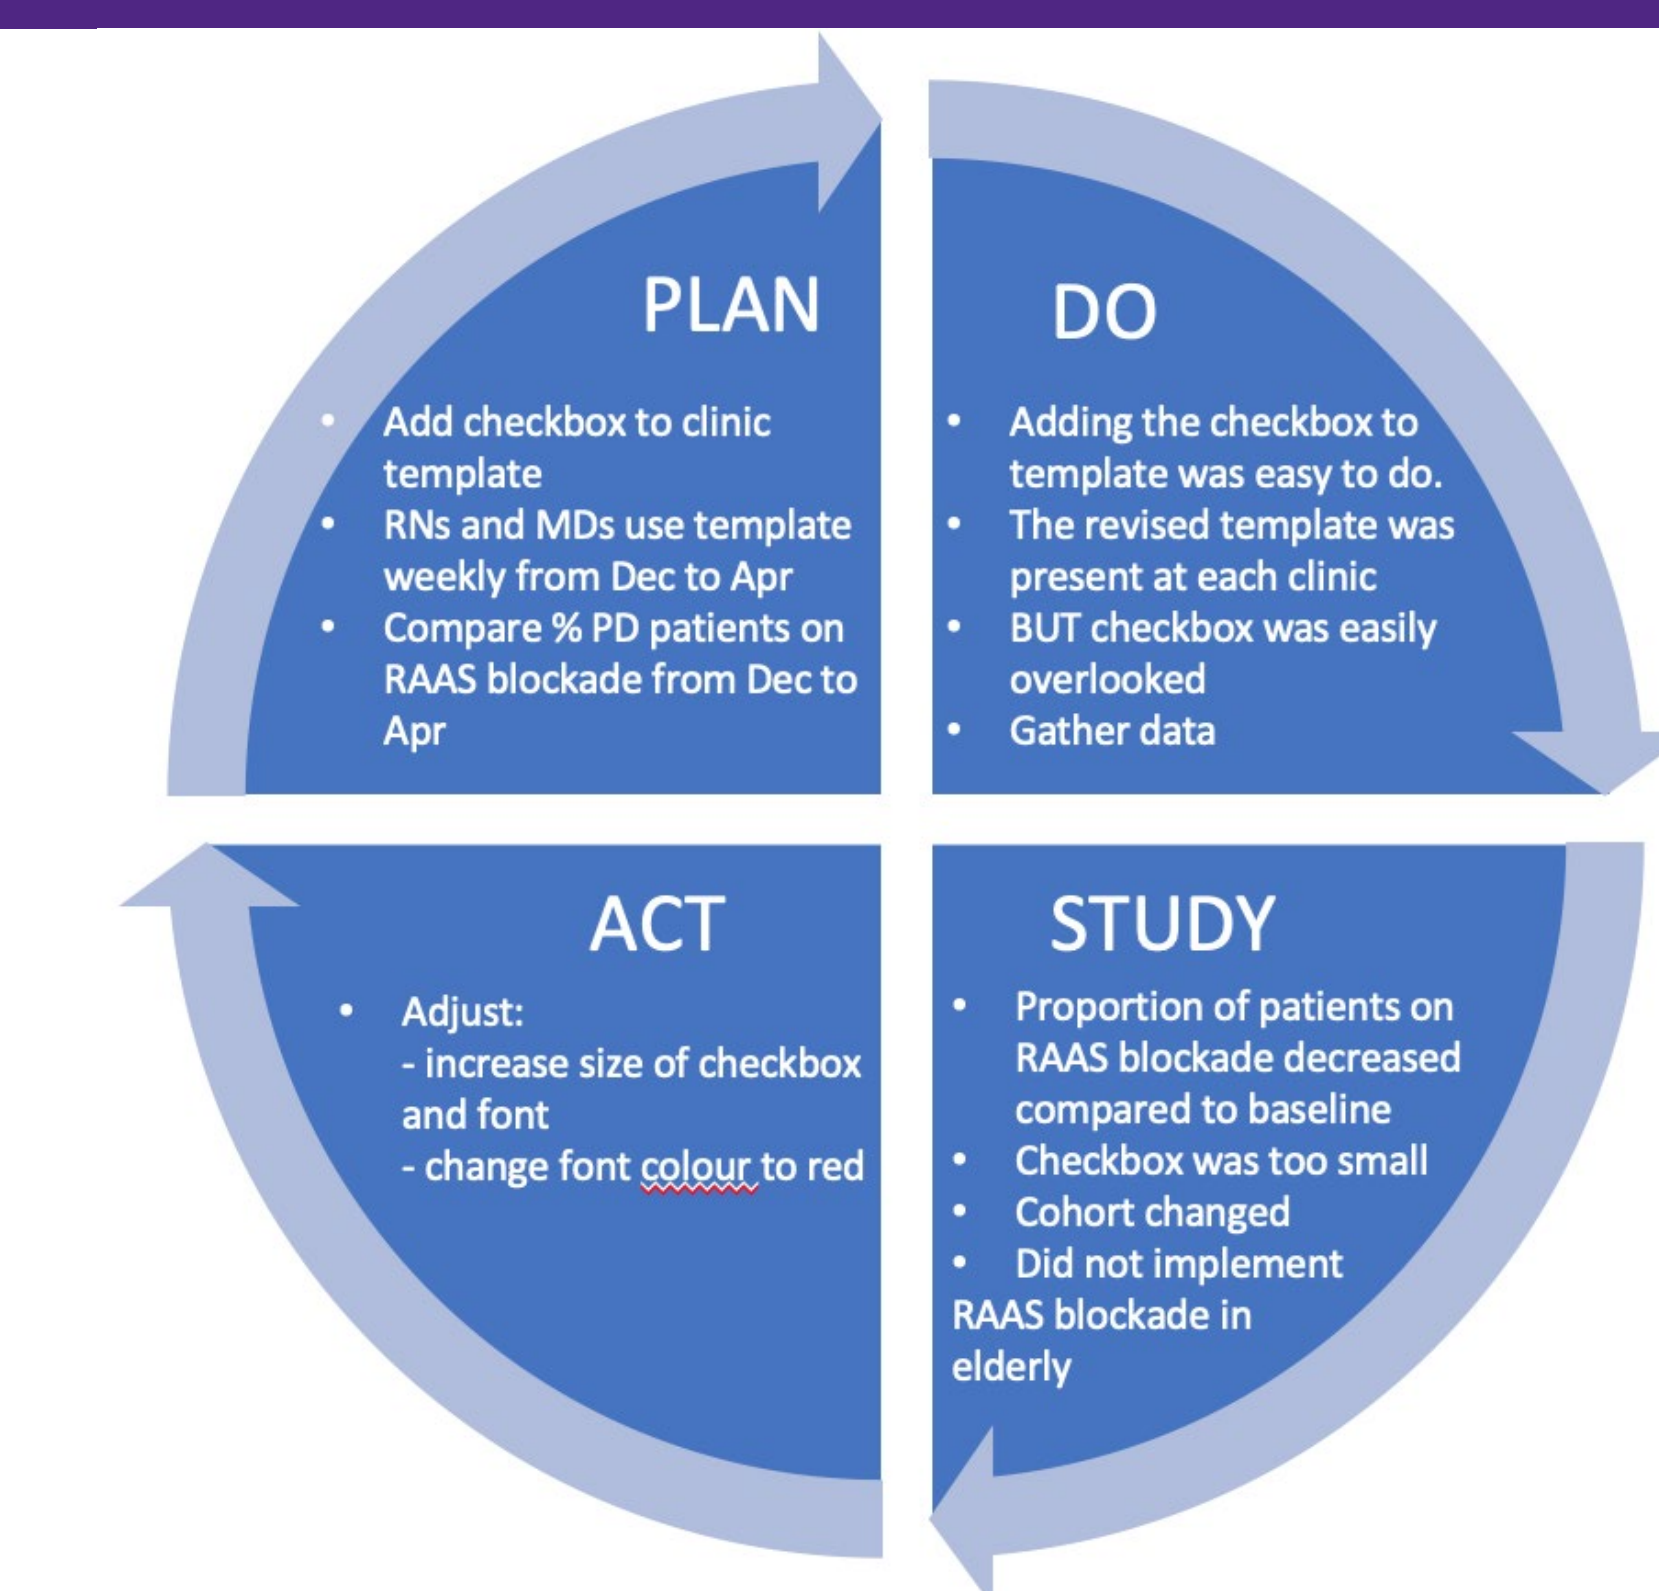 PLAN
• Add checkbox to clinic
template
• RNs and MDs use template
weekly from Dec to Apr
• Compare % PD patients on
RAAS blockade from Dec to
Apr
DO
• Adding the checkbox to
template was easy to do.
• The revised template was
present at each clinic
• BUT checkbox was easily
overlooked
• Gather data
STUDY
• Proportion of patients on
RAAS blockade decreased
compared to baseline
• Checkbox was too small
• Cohort changed
• Did not implement
RAAS blockade in
elderly
ACT
• Adjust:
- increase size of checkbox
and font
- change font colour to red